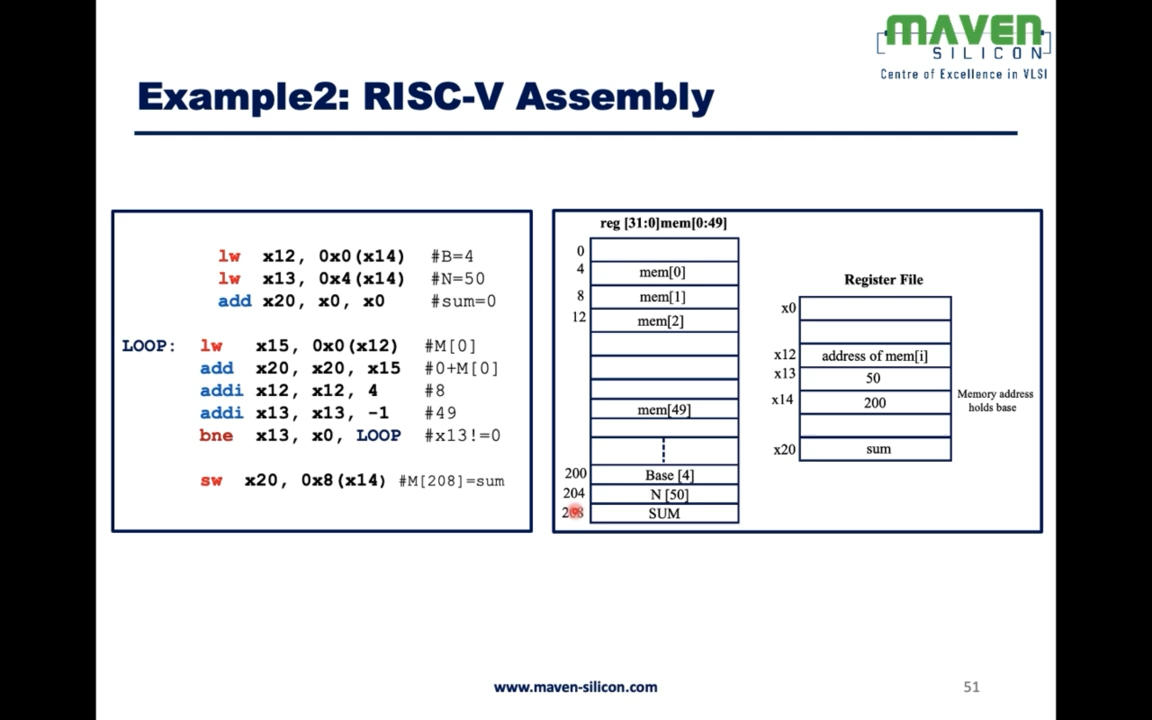 MAVEN
SILICON
Centre of Excellence in VLSI
Example2: RISC-V Assembly
lw x12, 0x0(x14) #B=4
lw x13, 0x4(x14) #N=50
add x20, x0, x0 #sum=0
LOOP: lw x15, 0x0(x12) #M[0]
add x20, x20, x15 #0+M[0]
addi x12, x12, 4 #8
addi x13, x13, -1 #49
bne x13, x0, LOOP #x13!=0
sw x20, 0x8(x14) #M[208]=sum
reg [31:0]mem[0:49]
0
4 mem[0]
8 mem[1]
12 mem[2]
mem[49]
200 Base [4]
204 N [50]
208 SUM
Register File
x0
x12 address of mem[i]
x13 50
x14 200
x20 sum
Memory address
holds base
www.maven-silicon.com
51